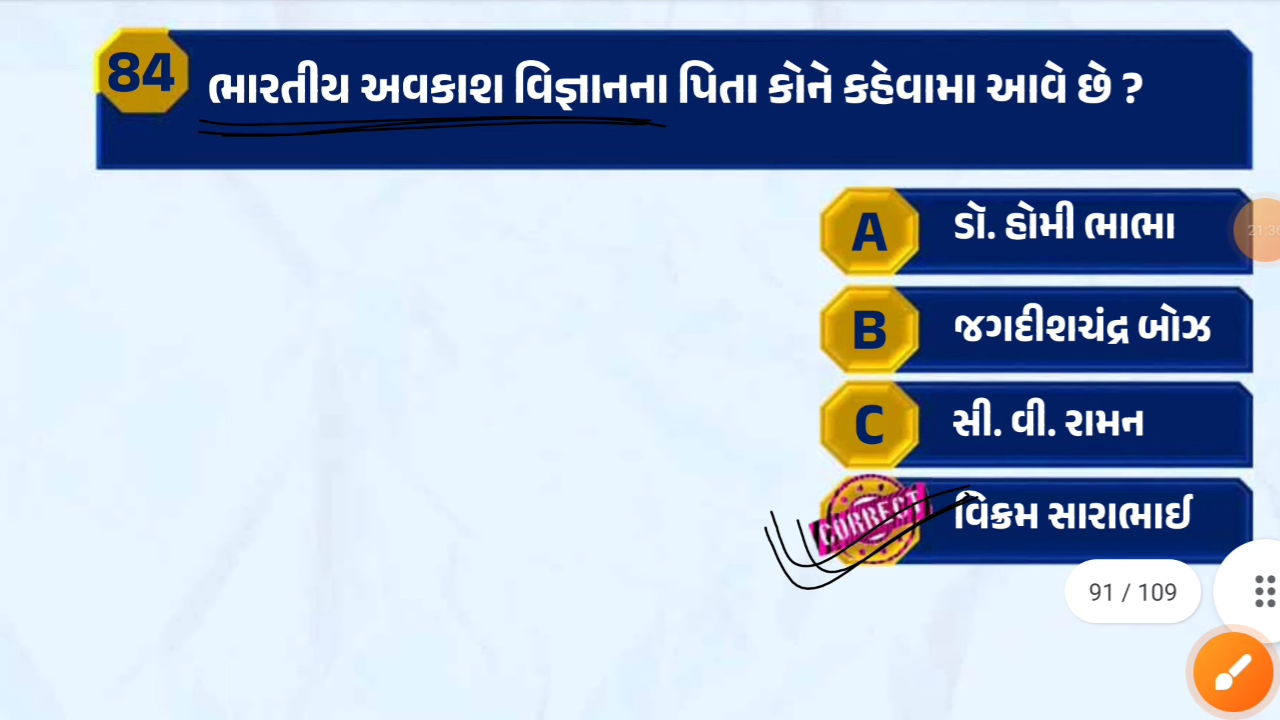 84
ભારતીય અવકાશ વિજ્ઞાનના પિતા કોને કહેવામા આવે છે ?
A
ડૉ. હોમી ભાભા
B
જગદીશચંદ્ર બોઝ
C
સી. વી. રામન
CORRECT
વિક્રમ સારાભાઈ
91 / 109